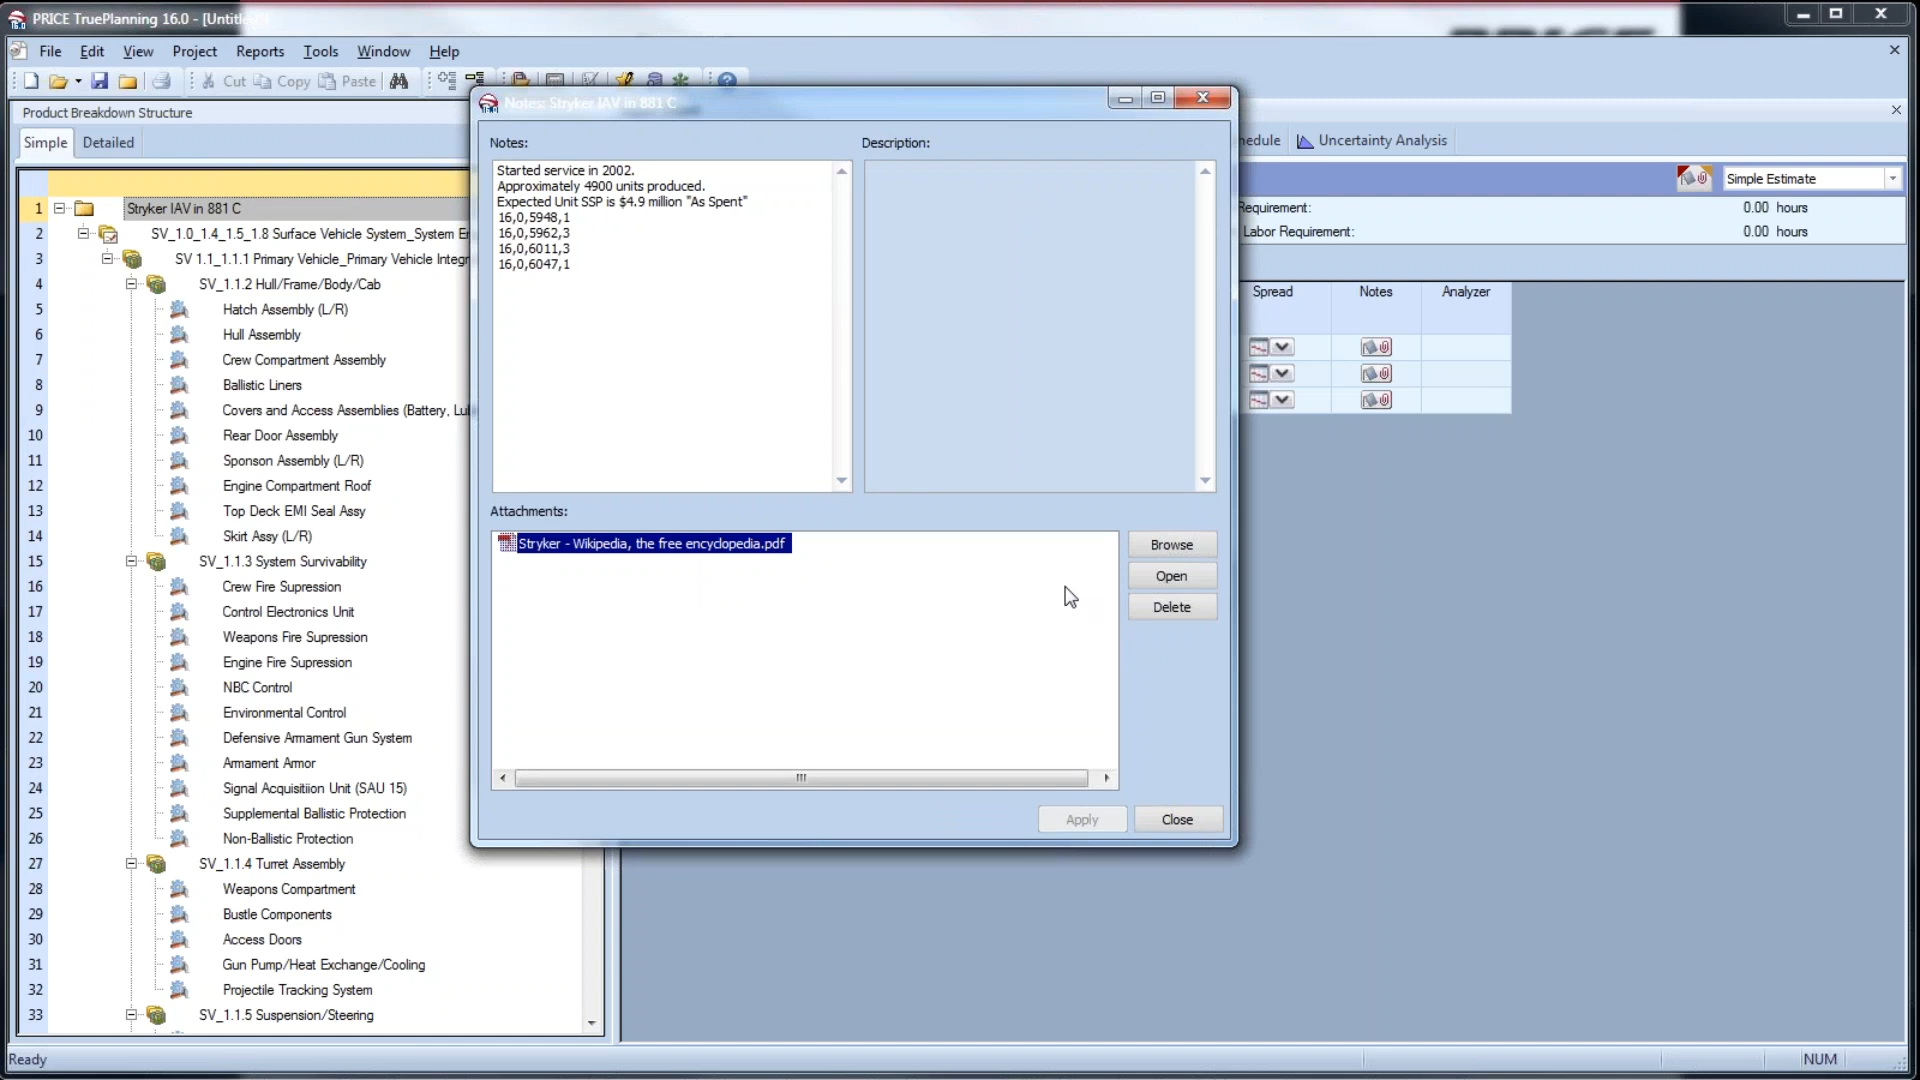 PRICE TruePlanning 16.0 - [Untitle
File Edit View Project Reports Tools Window Help
Cut Copy Paste
Product Breakdown Structure
Simple Detailed
1 Stryker IAV in 881 C
2 SV_1.0_1.4_1.5_1.8 Surface Vehicle System_System En
3 SV 1.1_1.1.1 Primary Vehicle_Primary Vehicle Integr
4 SV_1.1.2 Hull/Frame/Body/Cab
5 Hatch Assembly (L/R)
6 Hull Assembly
7 Crew Compartment Assembly
8 Ballistic Liners
9 Covers and Access Assemblies (Battery, Lul
10 Rear Door Assembly
11 Sponson Assembly (L/R)
12 Engine Compartment Roof
13 Top Deck EMI Seal Assy
14 Skirt Assy (L/R)
15 SV_1.1.3 System Survivability
16 Crew Fire Supression
17 Control Electronics Unit
18 Weapons Fire Supression
19 Engine Fire Supression
20 NBC Control
21 Environmental Control
22 Defensive Armament Gun System
23 Armament Armor
24 Signal Acquisitiion Unit (SAU 15)
25 Supplemental Ballistic Protection
26 Non-Ballistic Protection
27 SV_1.1.4 Turret Assembly
28 Weapons Compartment
29 Bustle Components
30 Access Doors
31 Gun Pump/Heat Exchange/Cooling
32 Projectile Tracking System
33 SV_1.1.5 Suspension/Steering
Notes: Stryker IAV in 881 C
Notes:
Started service in 2002.
Approximately 4900 units produced.
Expected Unit SSP is $4.9 million "As Spent"
16,0,5948,1
16,0,5962,3
16,0,6011,3
16,0,6047,1
Description:
Attachments:
Stryker - Wikipedia, the free encyclopedia.pdf
Browse
Open
Delete
Apply Close
hedule Uncertainty Analysis
Simple Estimate
Requirement: 0.00 hours
Labor Requirement: 0.00 hours
Spread Notes Analyzer
Ready NUM